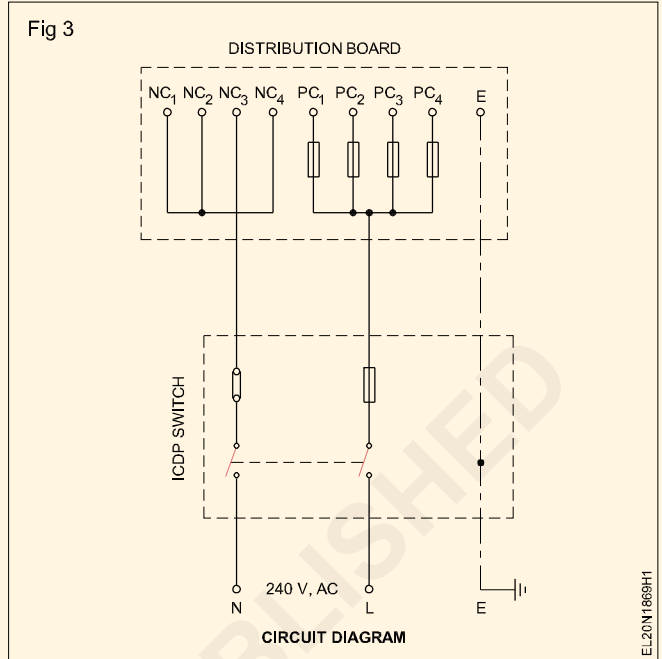 Fig 3
DISTRIBUTION BOARD
NC1 NC2 NC3 NC4 PC1 PC2 PC3 PC4 E
ICDP SWITCH
240 V, AC
N L E
CIRCUIT DIAGRAM
EL20N1869H1
BLISHED